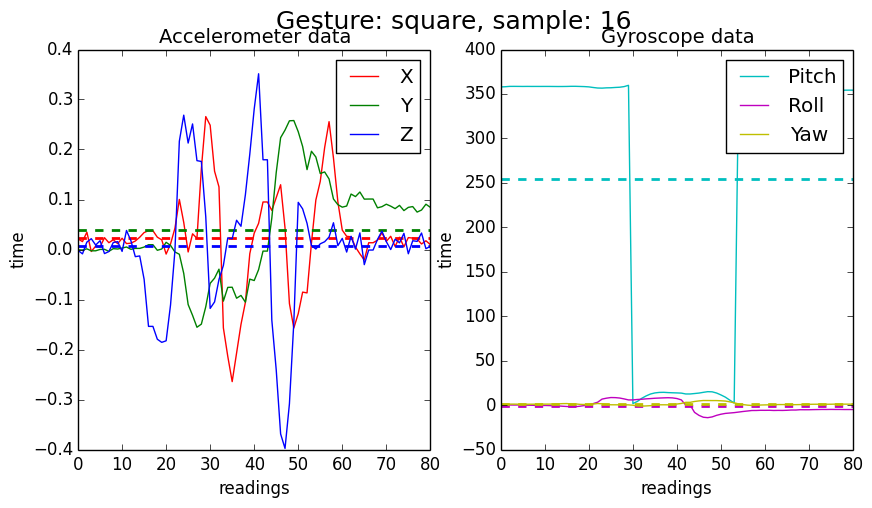 Gesture: square, sample: 16
Accelerometer data
0.4
0.3
0.2
0.1
0.0
−0.1
−0.2
−0.3
−0.4
time
0 10 20 30 40 50 60 70 80
readings
X
Y
Z
Gyroscope data
400
350
300
250
200
150
100
50
0
−50
time
0 10 20 30 40 50 60 70 80
readings
Pitch
Roll
Yaw